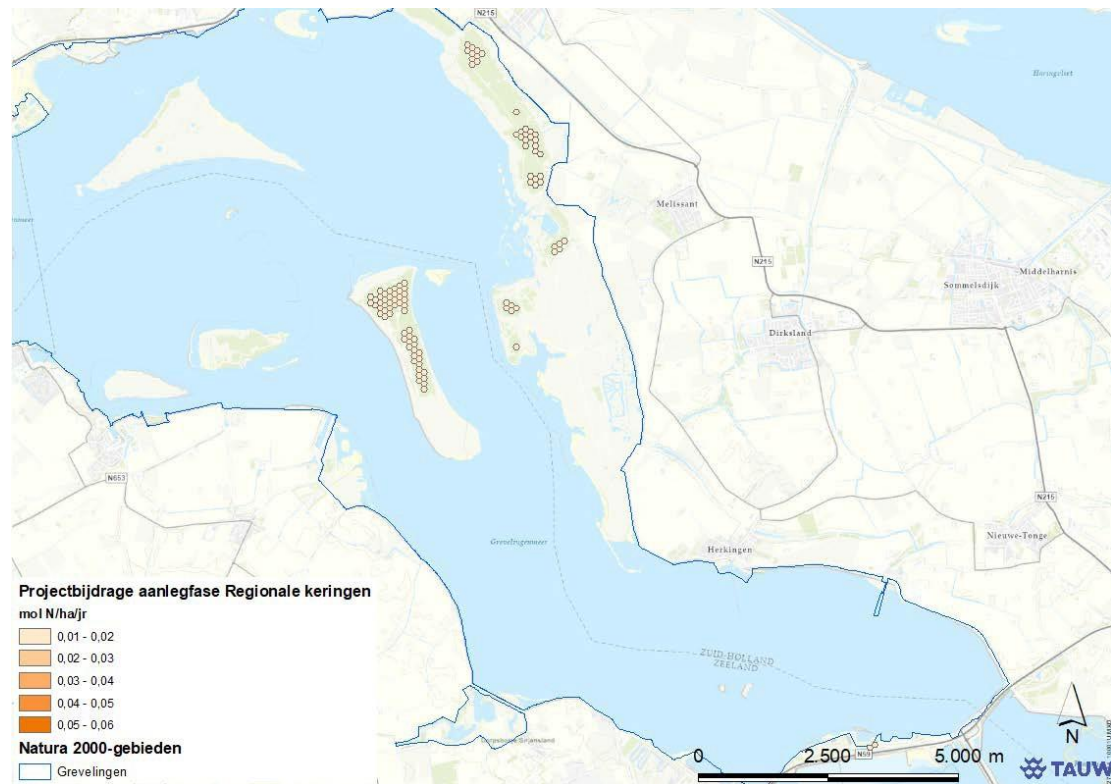 N215
Haringvliet
Melissant
N215
Middelharnis
Sommelsdijk
Dirksland
N653
N215
Nieuwe-Tonge
Grevelingenmeer
Herkingen
Projectbijdrage aanlegfase Regionale keringen
mol N/ha/jr
0,01 - 0,02
0,02 - 0,03
0,03 - 0,04
0,04 - 0,05
0,05 - 0,06
ZUID-HOLLAND
ZEELAND
Natura 2000-gebieden
Grevelingen
N59
0 2.500 5.000 m
N
TAUW